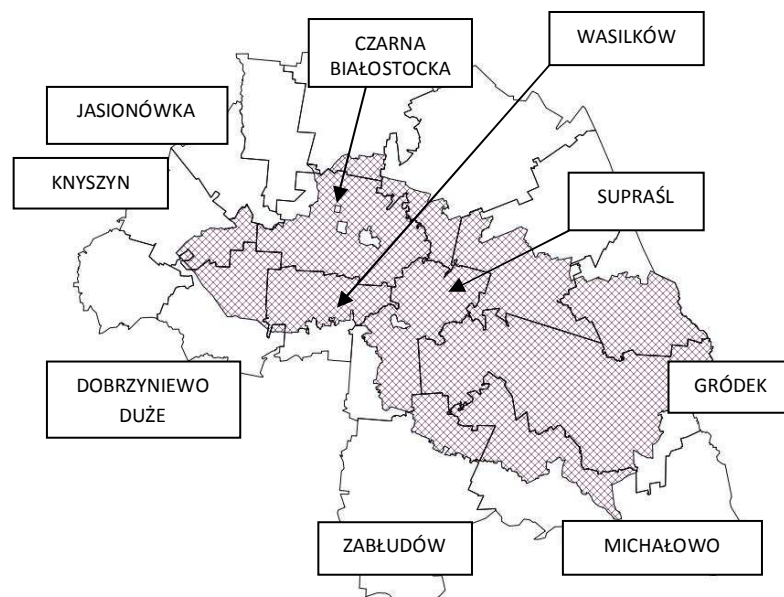 WASILKÓW
CZARNA
BIAŁOSTOCKA
JASIONÓWKA
KNYSZYN
SUPRAŚL
DOBRZYNIEWO
DUŻE
GRÓDEK
ZABŁUDÓW
MICHAŁOWO